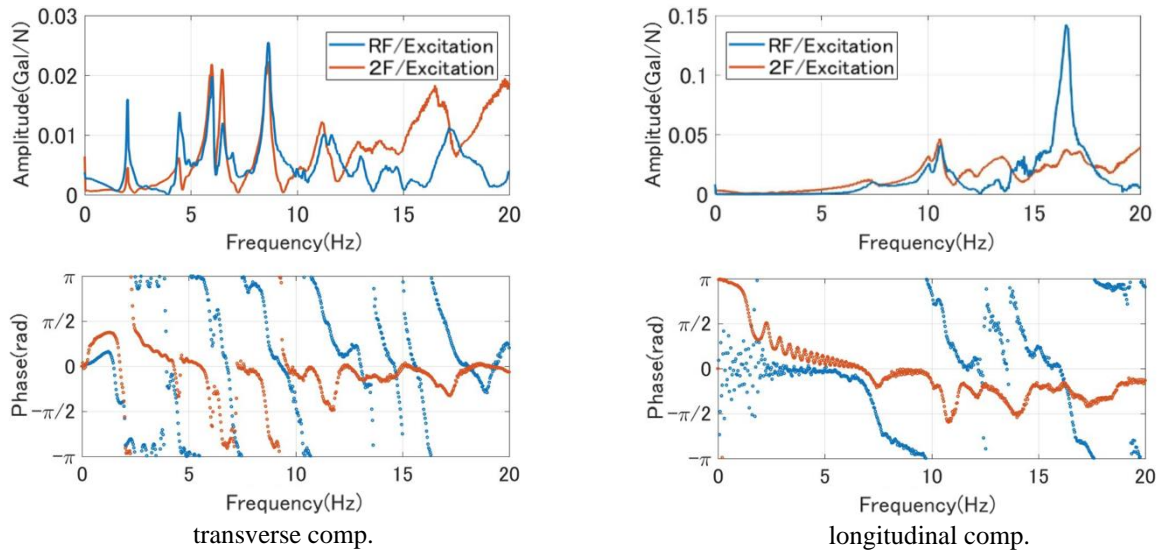 0.03
0.02
0.01
0
Amplitude(Gal/N)
RF/Excitation
2F/Excitation
0 5 10 15 20
Frequency(Hz)
0.15
0.10
0.05
0
Amplitude(Gal/N)
RF/Excitation
2F/Excitation
0 5 10 15 20
Frequency(Hz)
π
π/2
0
−π/2
−π
Phase(rad)
0 5 10 15 20
Frequency(Hz)
transverse comp.
π
π/2
0
−π/2
−π
Phase(rad)
0 5 10 15 20
Frequency(Hz)
longitudinal comp.